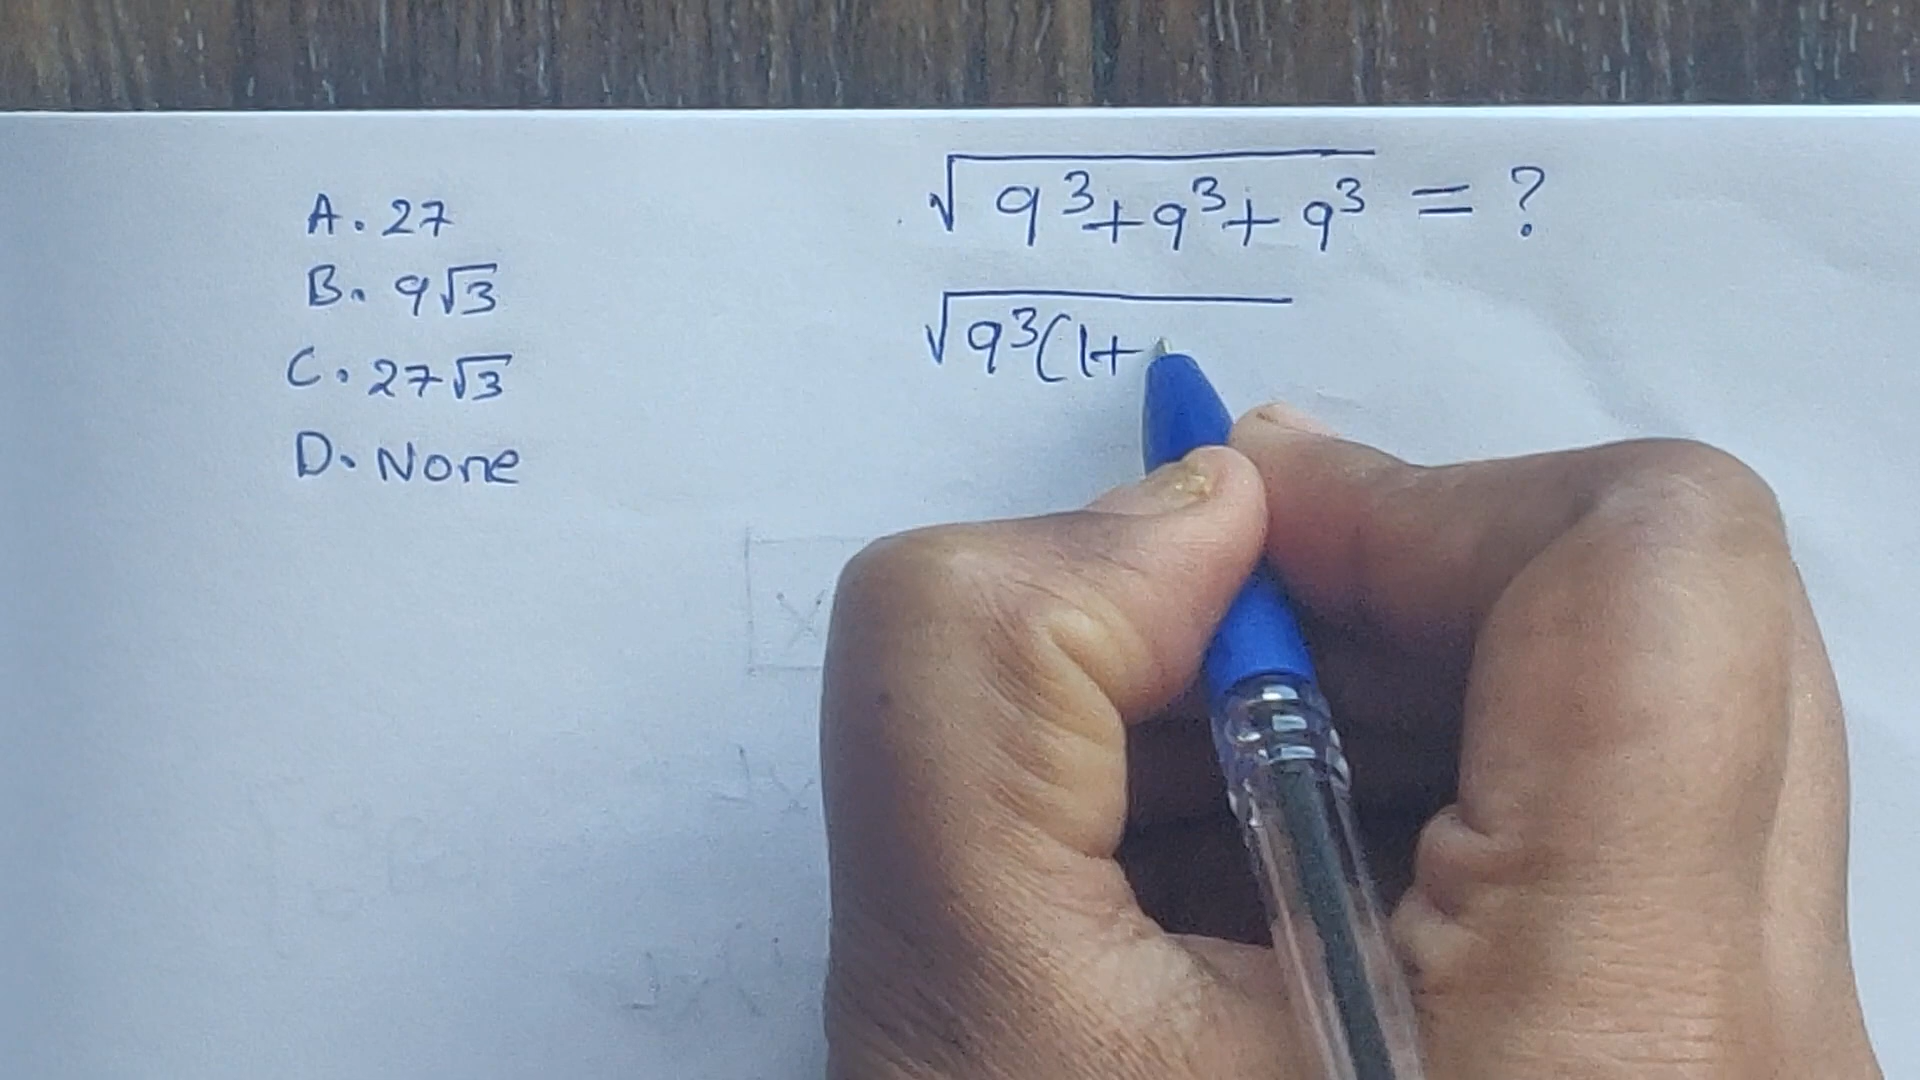 √9³+9³+9³ = ?
√9³(1+
A. 27
B. 9√3
C. 27√3
D. None